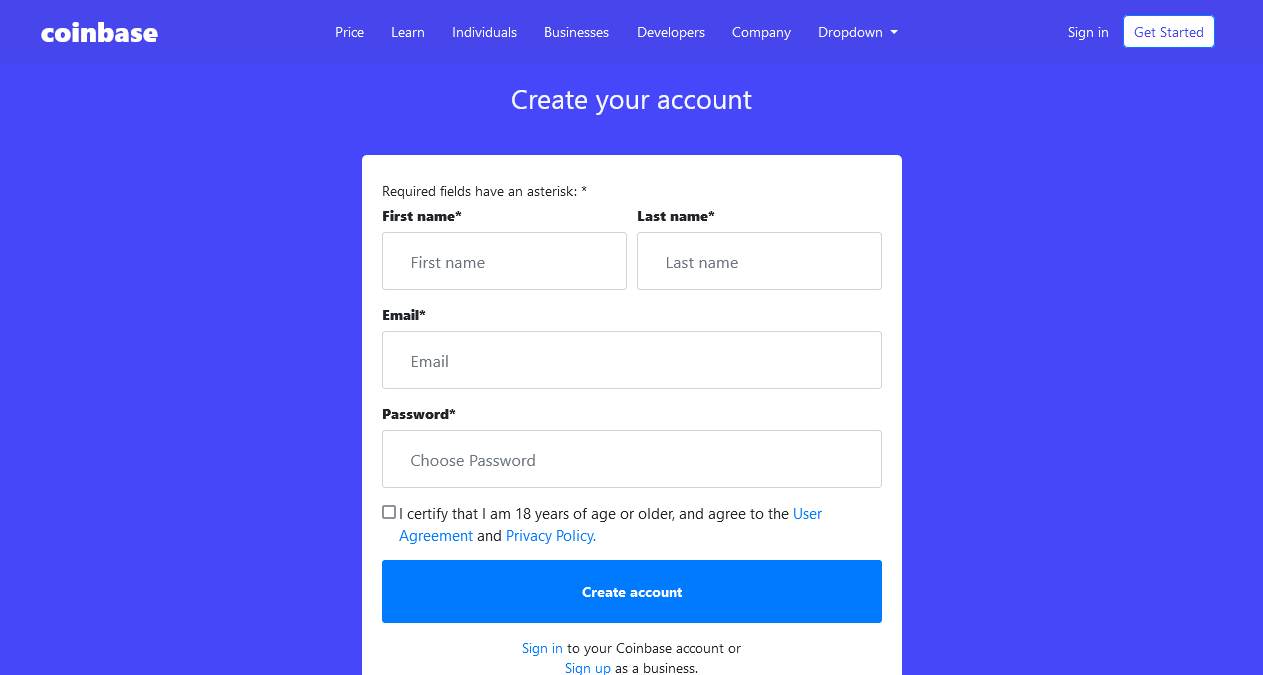 coinbase Price Learn Individuals Businesses Developers Company Dropdown Sign in Get Started
Create your account
Required fields have an asterisk: *
First name* Last name*
First name Last name
Email*
Email
Password*
Choose Password
I certify that I am 18 years of age or older, and agree to the User
Agreement and Privacy Policy.
Create account
Sign in to your Coinbase account or
Sign up as a business.